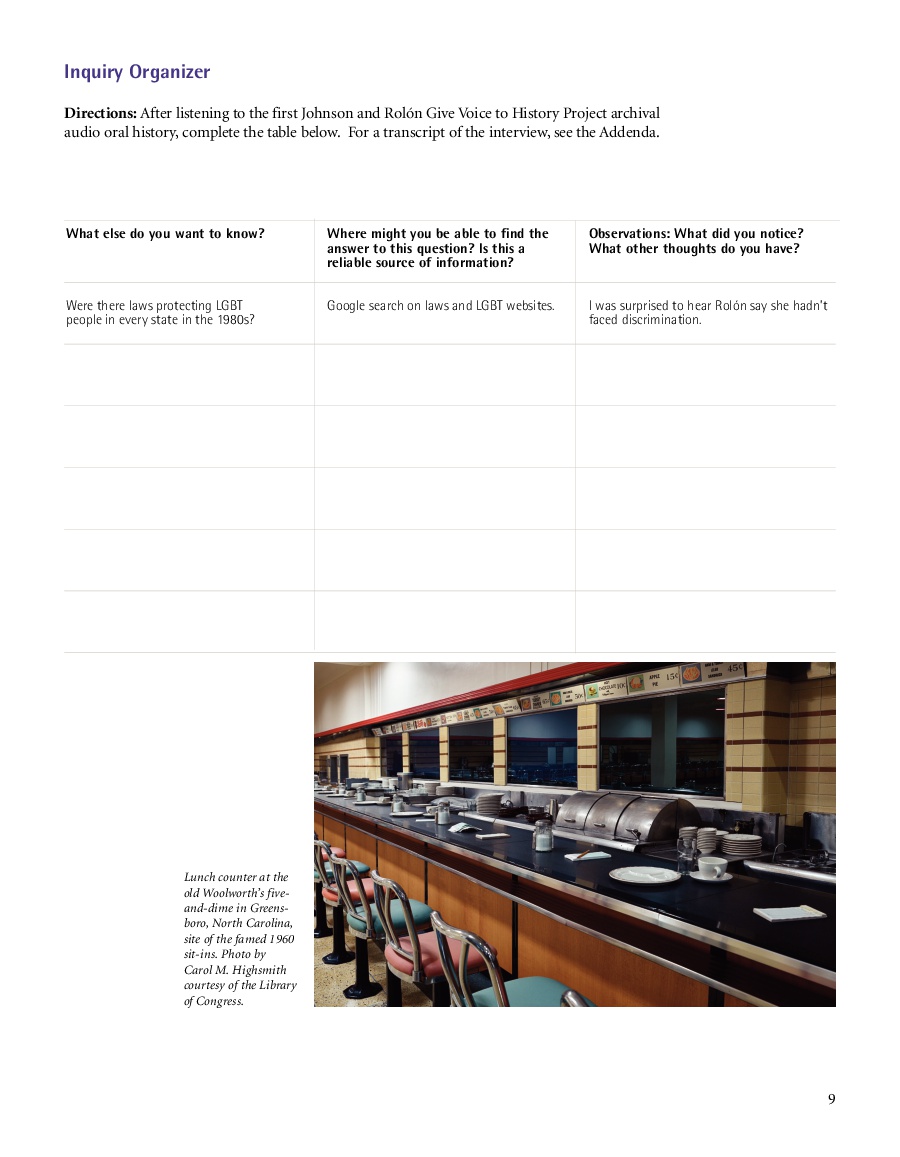 Inquiry Organizer
Directions: After listening to the first Johnson and Rolón Give Voice to History Project archival
audio oral history, complete the table below.  For a transcript of the interview, see the Addenda.
What else do you want to know?
Where might you be able to find the
answer to this question? Is this a
reliable source of information?
Observations: What did you notice?
What other thoughts do you have?
Were there laws protecting LGBT
people in every state in the 1980s?
Google search on laws and LGBT websites.
I was surprised to hear Rolón say she hadn't
faced discrimination.
APPLE
PIE
15¢
45¢
Lunch counter at the
old Woolworth's five-
and-dime in Greens-
boro, North Carolina,
site of the famed 1960
sit-ins. Photo by
Carol M. Highsmith
courtesy of the Library
of Congress.
9